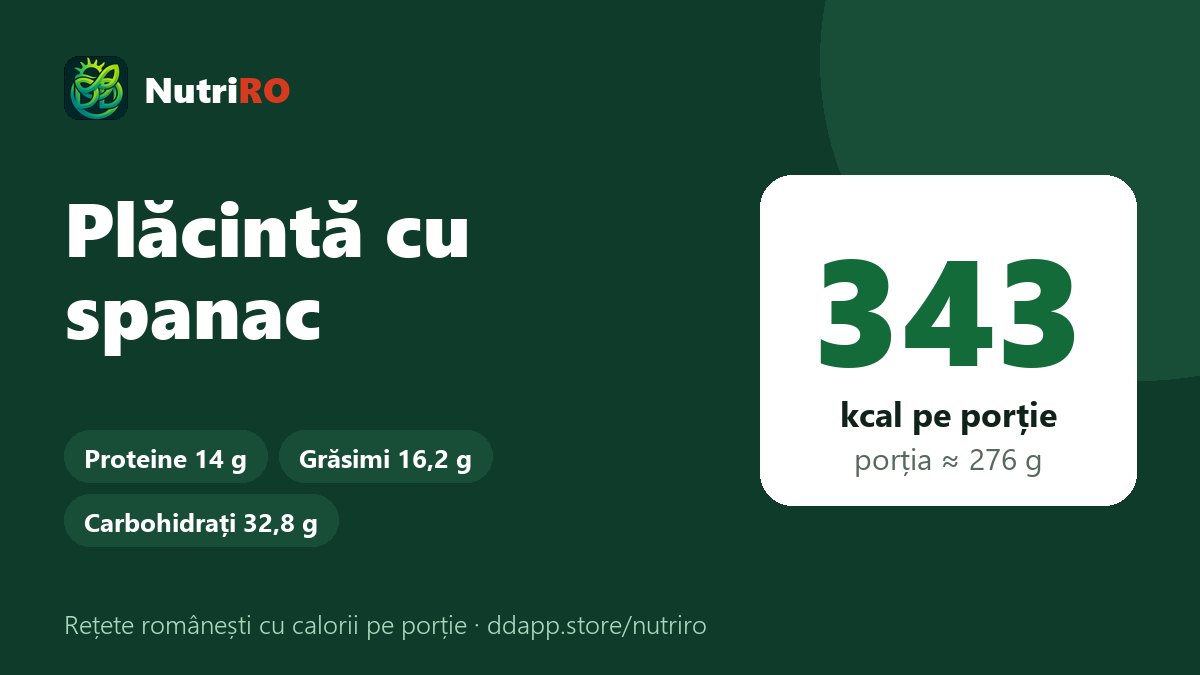 NutriRO
Plăcintă cu
spanac
Proteine 14 g
Grăsimi 16,2 g
Carbohidrați 32,8 g
343
kcal pe porție
porția ≈ 276 g
Rețete românești cu calorii pe porție · ddapp.store/nutriro